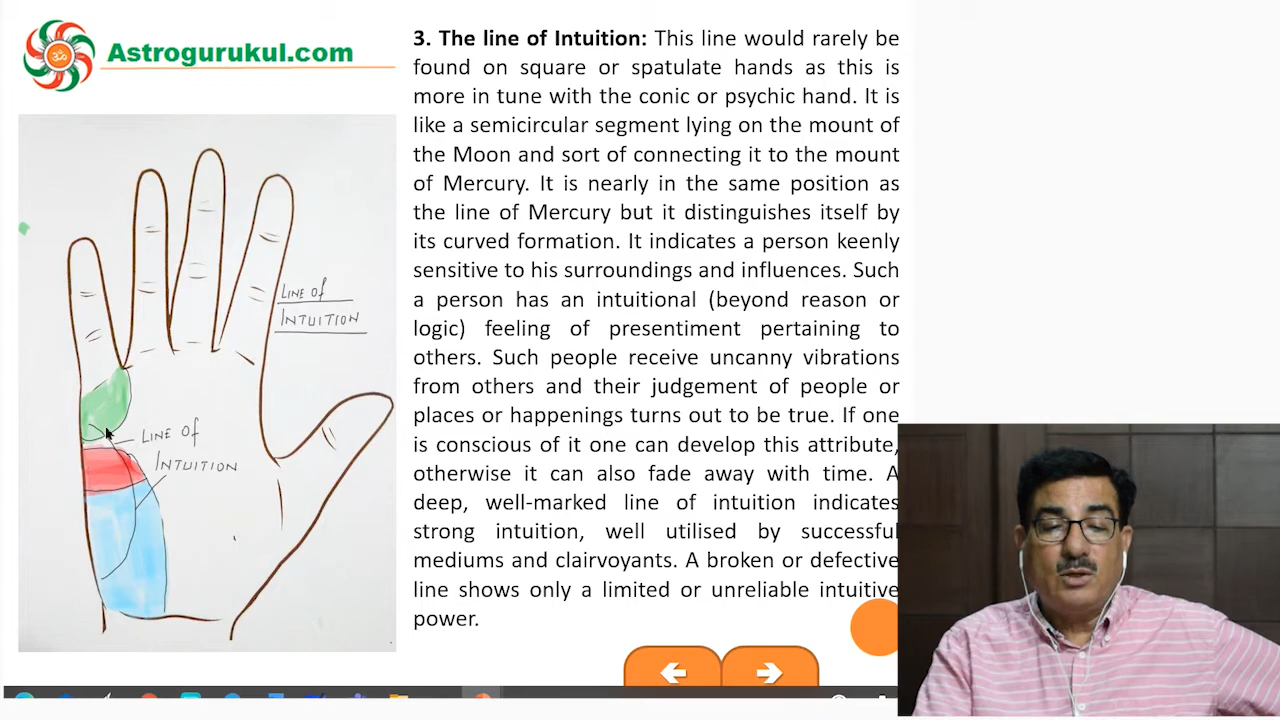 Astrogurukul.com
3. The line of Intuition: This line would rarely be
found on square or spatulate hands as this is
more in tune with the conic or psychic hand. It is
like a semicircular segment lying on the mount of
the Moon and sort of connecting it to the mount
of Mercury. It is nearly in the same position as
the line of Mercury but it distinguishes itself by
its curved formation. It indicates a person keenly
sensitive to his surroundings and influences. Such
a person has an intuitional (beyond reason or
logic) feeling of presentiment pertaining to
others. Such people receive uncanny vibrations
from others and their judgement of people or
places or happenings turns out to be true. If one
is conscious of it one can develop this attribute,
otherwise it can also fade away with time. A
deep, well-marked line of intuition indicates
strong intuition, well utilised by successful
mediums and clairvoyants. A broken or defective
line shows only a limited or unreliable intuitive
power.
LINE OF
INTUITION
LINE OF
INTUITION
ॐ